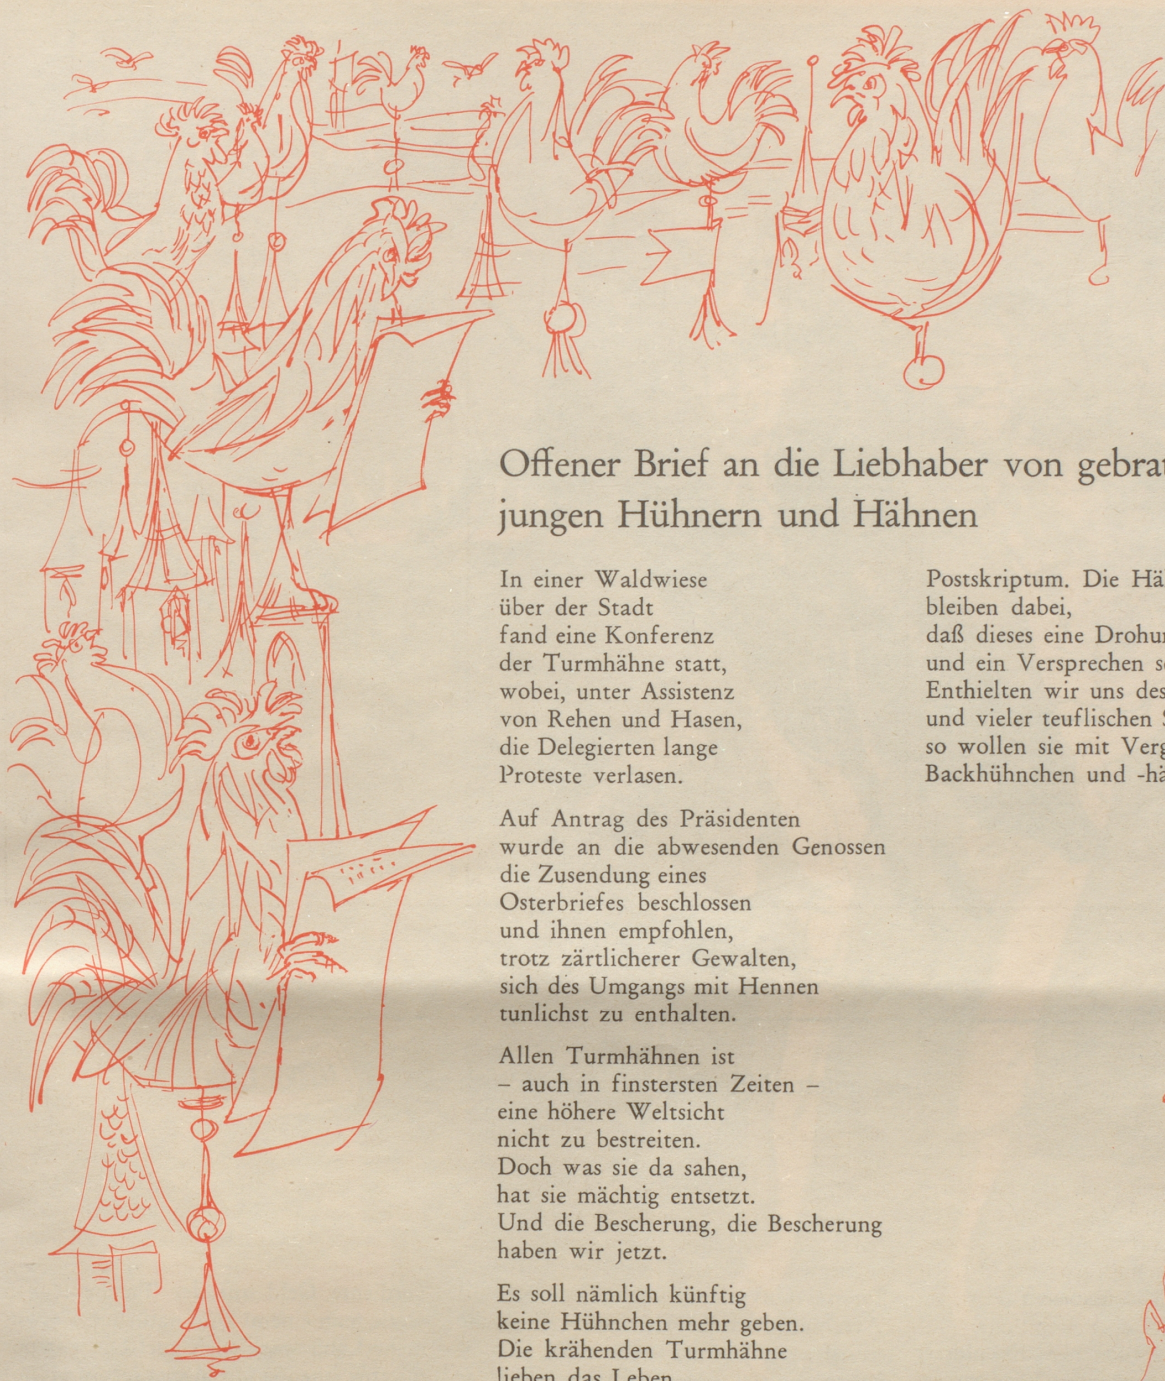 Offener Brief an die Liebhaber von
jungen Hühnern und Hähnen
In einer Waldwiese
über der Stadt
fand eine Konferenz
der Turmhähne statt,
wobei, unter Assistenz
von Rehen und Hasen,
die Delegierten lange
Proteste verlasen.
Auf Antrag des Präsidenten
wurde an die abwesenden Genossen
die Zusendung eines
Osterbriefes beschlossen
und ihnen empfohlen,
trotz zärtlicherer Gewalten,
sich des Umgangs mit Hennen
tunlichst zu enthalten.
Allen Turmhähnen ist
– auch in finstersten Zeiten –
eine höhere Weltsicht
nicht zu bestreiten.
Doch was sie da sahen,
hat sie mächtig entsetzt.
Und die Bescherung, die Bescherung
haben wir jetzt.
Es soll nämlich künftig
keine Hühnchen mehr geben.
Die krähenden Turmhähne
lieben das Leben
Postskriptum. Die
bleiben dabei,
daß dieses eine
und ein Versprechen
Enthielten wir uns
und vieler teuflischen
so wollen sie mit
Backhühnchen und